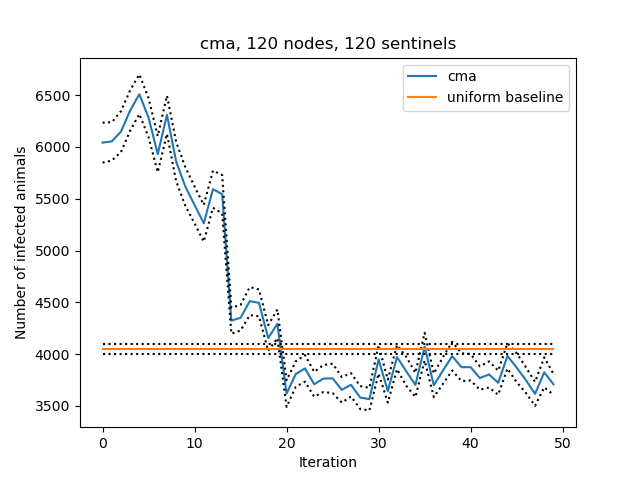 cma, 120 nodes, 120 sentinels
cma
uniform baseline
Number of infected animals
6500
6000
5500
5000
4500
4000
3500
0 10 20 30 40 50
Iteration